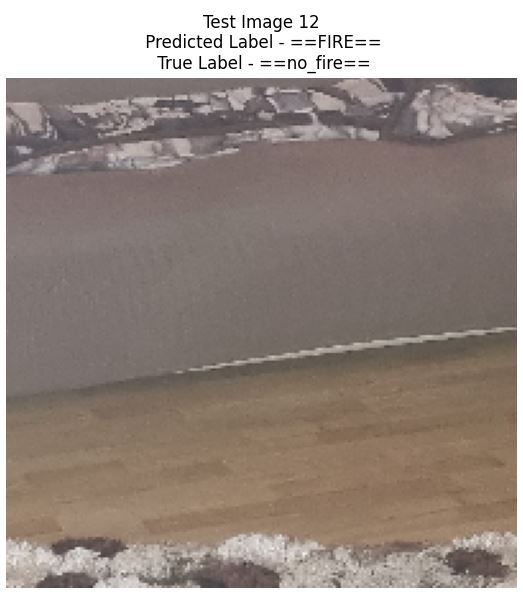 Test Image 12
Predicted Label - ==FIRE==
True Label - ==no_fire==